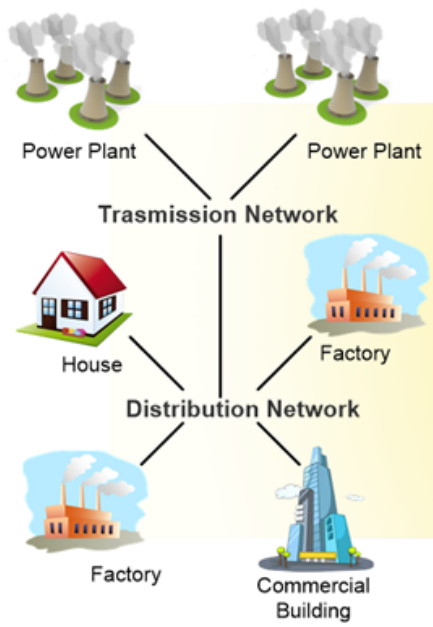 Power Plant
Power Plant
Trasmission Network
House
Factory
Distribution Network
Factory
Commercial
Building